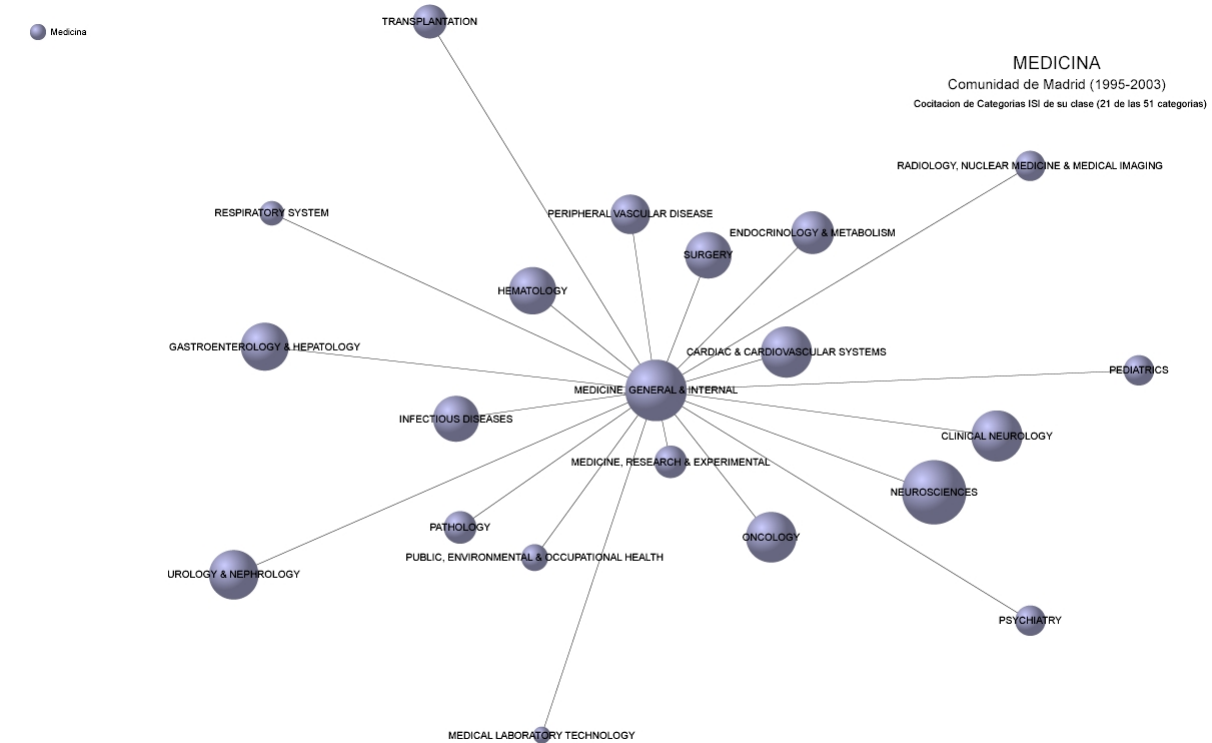 TRANSPLANTATION
Medicina
MEDICINA
Comunidad de Madrid (1995-2003)
Cocitacion de Categorias ISI de su clase (21 de las 51 categorias)
RADIOLOGY, NUCLEAR MEDICINE & MEDICAL IMAGING
RESPIRATORY SYSTEM
PERIPHERAL VASCULAR DISEASE
ENDOCRINOLOGY & METABOLISM
SURGERY
HEMATOLOGY
GASTROENTEROLOGY & HEPATOLOGY
CARDIAC & CARDIOVASCULAR SYSTEMS
PEDIATRICS
MEDICINE, GENERAL & INTERNAL
INFECTIOUS DISEASES
CLINICAL NEUROLOGY
MEDICINE, RESEARCH & EXPERIMENTAL
NEUROSCIENCES
PATHOLOGY
ONCOLOGY
PUBLIC, ENVIRONMENTAL & OCCUPATIONAL HEALTH
UROLOGY & NEPHROLOGY
PSYCHIATRY
MEDICAL LABORATORY TECHNOLOGY